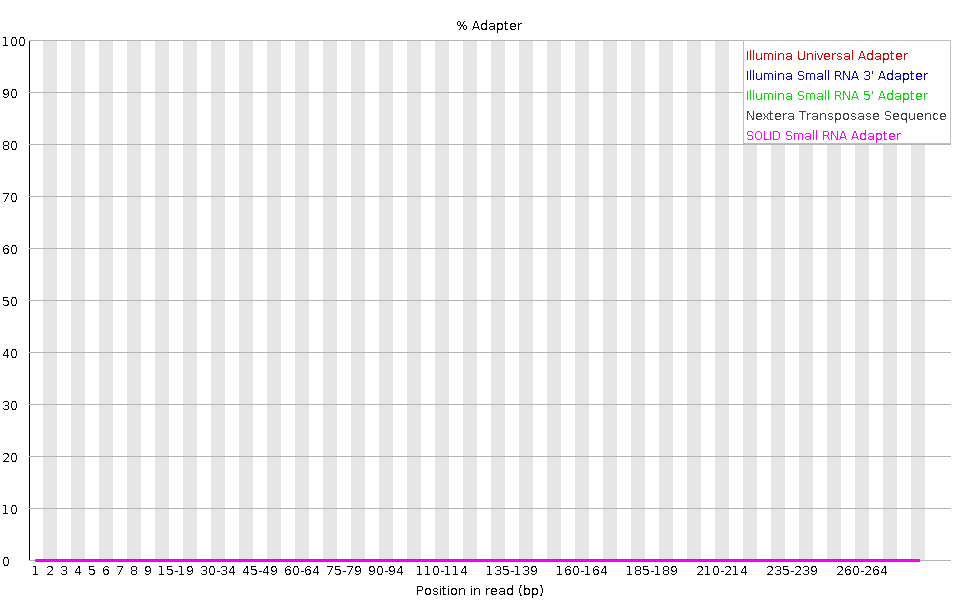 % Adapter
100
90
80
70
60
50
40
30
20
10
0
Illumina Universal Adapter
Illumina Small RNA 3' Adapter
Illumina Small RNA 5' Adapter
Nextera Transposase Sequence
SOLID Small RNA Adapter
1 2 3 4 5 6 7 8 9 15-19 30-34 45-49 60-64 75-79 90-94 110-114 135-139 160-164 185-189 210-214 235-239 260-264
Position in read (bp)